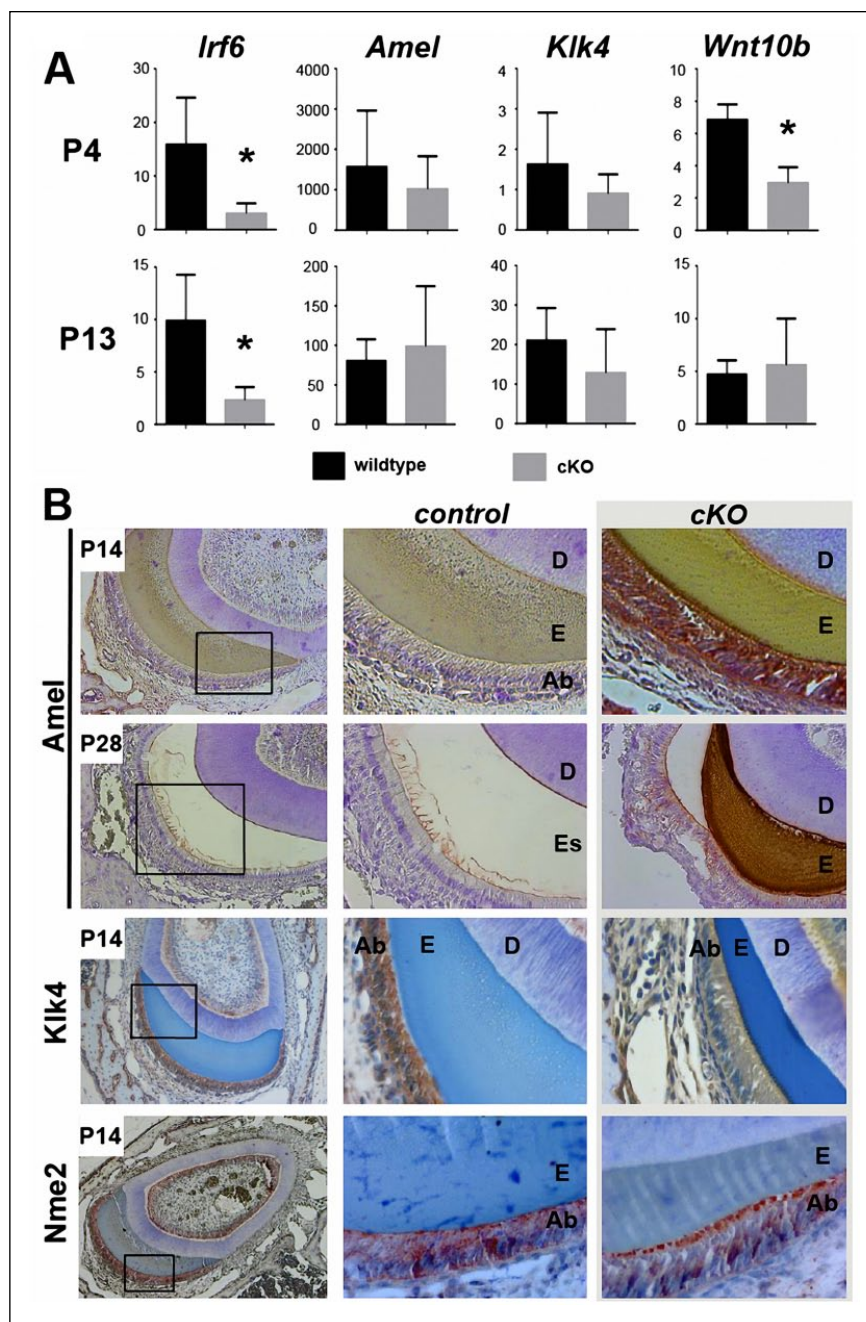 A
Irf6 Amel Klk4 Wnt10b
P4
30 20 10 0
*
4000 3000 2000 1000 0
4 3 2 1 0
8 6 4 2 0
*
P13
15 10 5 0
*
200 150 100 50 0
40 30 20 10 0
15 10 5 0
wildtype cKO
B
control cKO
Amel
P14
D E Ab
D E
P28
D Es
D E
Klk4
P14
Ab E D
Ab E D
Nme2
P14
E Ab
E Ab